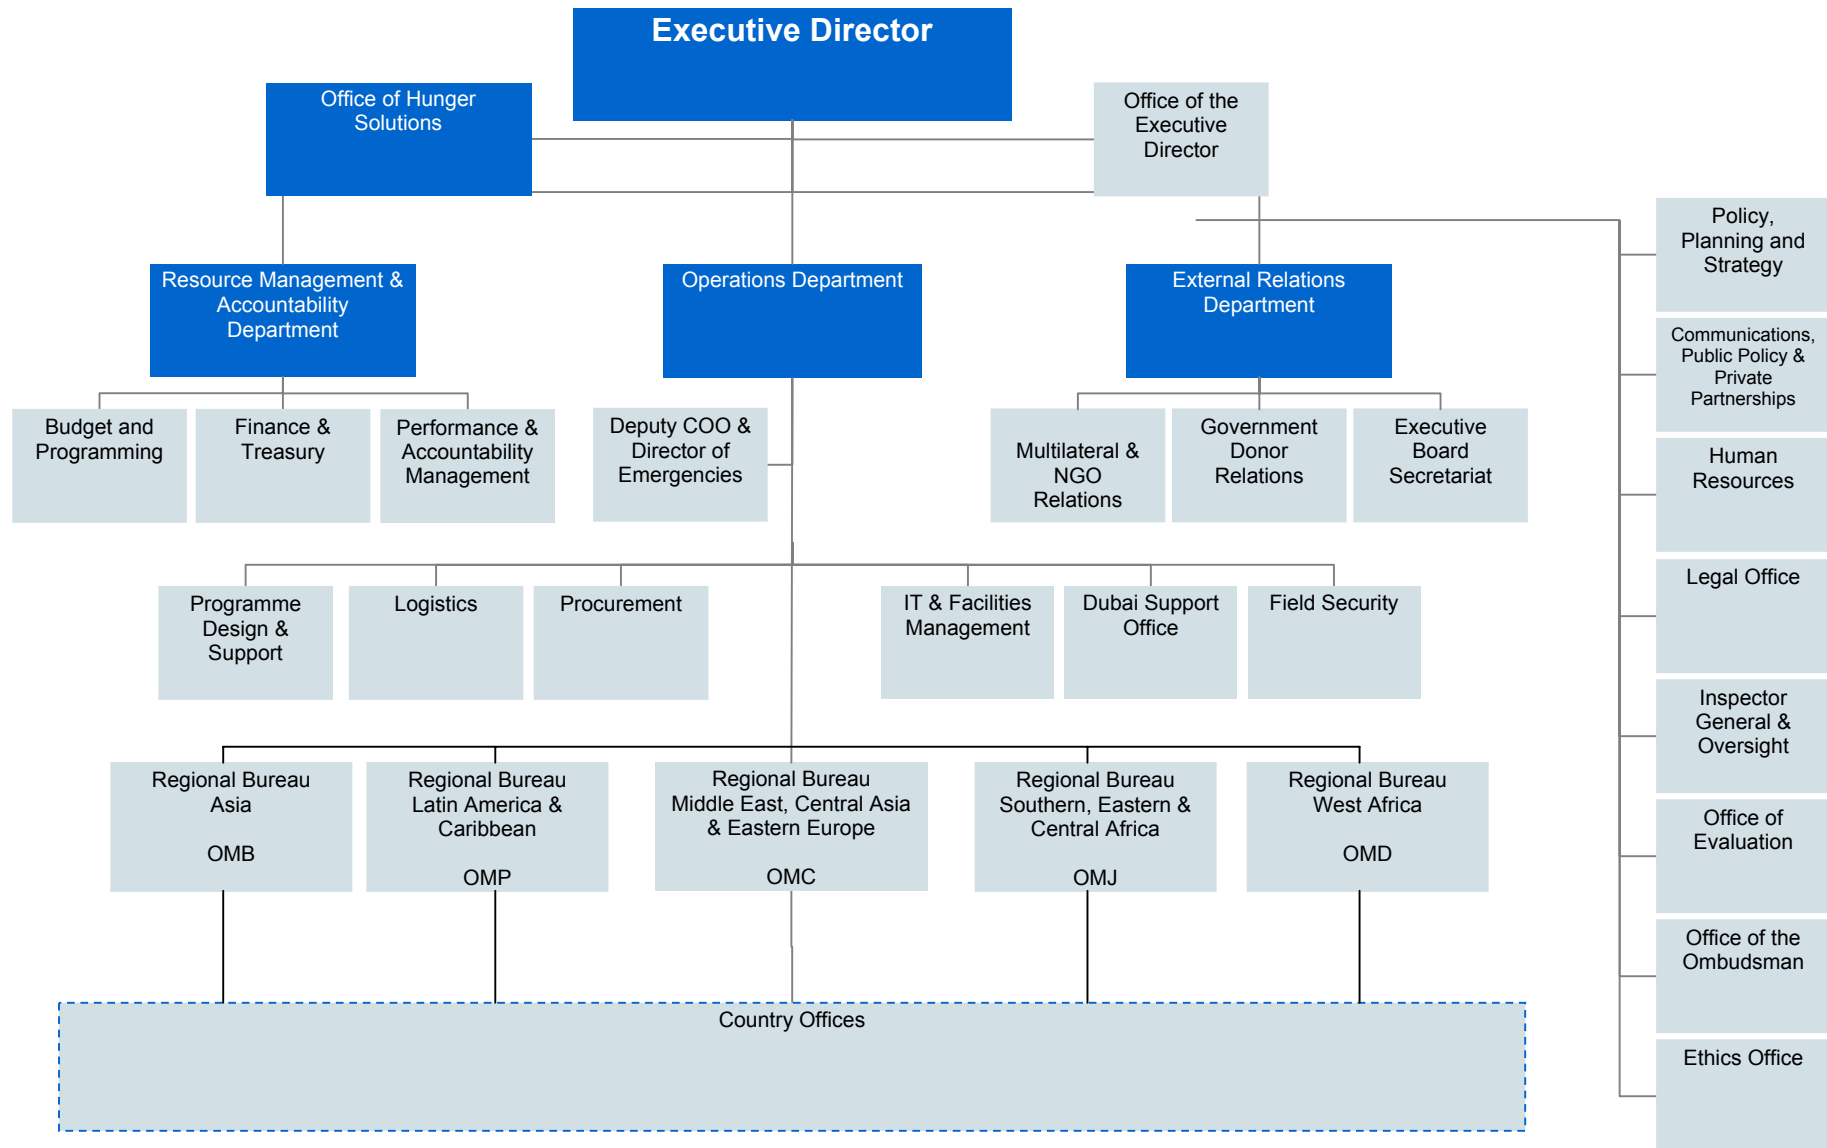 Executive Director
Office of Hunger
Solutions
Office of the
Executive
Director
Policy,
Planning and
Strategy
Communications,
Public Policy &
Private
Partnerships
Human
Resources
Legal Office
Inspector
General &
Oversight
Office of
Evaluation
Office of the
Ombudsman
Ethics Office
Resource Management &
Accountability
Department
Operations Department
External Relations
Department
Budget and
Programming
Finance &
Treasury
Performance &
Accountability
Management
Deputy COO &
Director of
Emergencies
Multilateral &
NGO
Relations
Government
Donor
Relations
Executive
Board
Secretariat
Programme
Design &
Support
Logistics
Procurement
IT & Facilities
Management
Dubai Support
Office
Field Security
Regional Bureau
Asia
OMB
Regional Bureau
Latin America &
Caribbean
OMP
Regional Bureau
Middle East, Central Asia
& Eastern Europe
OMC
Regional Bureau
Southern, Eastern &
Central Africa
OMJ
Regional Bureau
West Africa
OMD
Country Offices